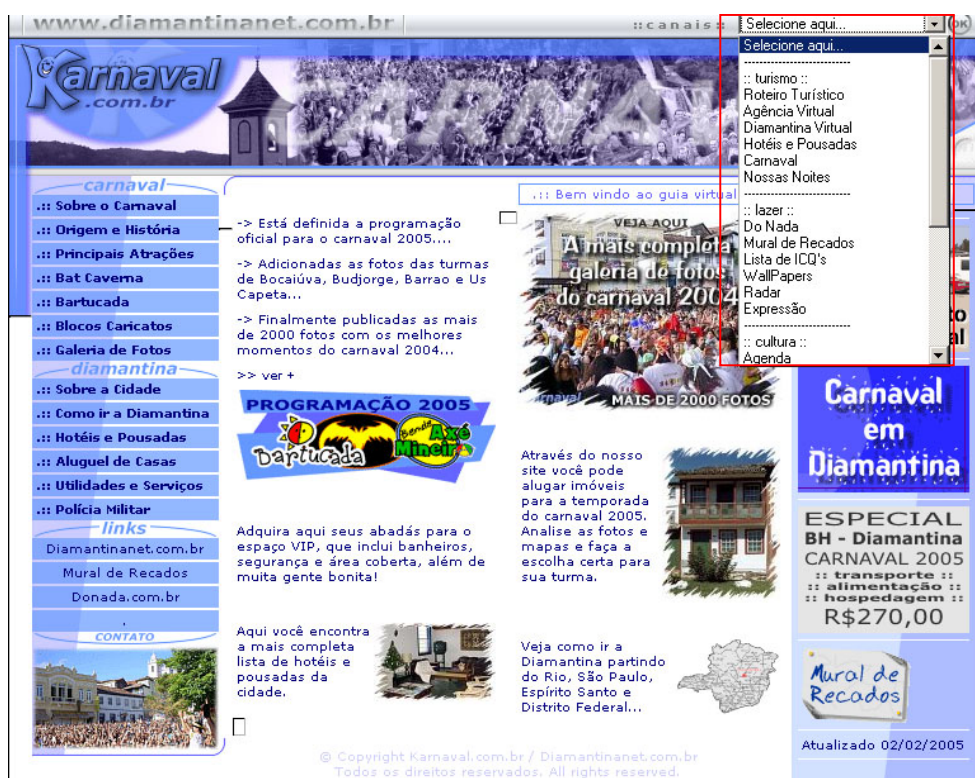 www.diamantinanet.com.br
::canais::
Selecione aqui...
OK
Selecione aqui...
----------------------------
:: turismo ::
Roteiro Turístico
Agência Virtual
Diamantina Virtual
Hotéis e Pousadas
Carnaval
Nossas Noites
----------------------------
:: lazer ::
Do Nada
Mural de Recados
Lista de ICQ's
WallPapers
Radar
Expressão
----------------------------
:: cultura ::
Agenda
Karnaval
.com.br
CARNA
carnaval
.:: Sobre o Carnaval
.:: Origem e História
.:: Principais Atrações
.:: Bat Caverna
.:: Bartucada
.:: Blocos Caricatos
.:: Galeria de Fotos
diamantina
.:: Sobre a Cidade
.:: Como ir a Diamantina
.:: Hotéis e Pousadas
.:: Aluguel de Casas
.:: Utilidades e Serviços
.:: Polícia Militar
links
Diamantinanet.com.br
Mural de Recados
Donada.com.br
.
CONTATO
-> Está definida a programação
oficial para o carnaval 2005....
-> Adicionadas as fotos das turmas
de Bocaiúva, Budjorge, Barrao e Us
Capeta...
-> Finalmente publicadas as mais
de 2000 fotos com os melhores
momentos do carnaval 2004...
>> ver +
PROGRAMAÇÃO 2005
Bartucada
Banda Axé
Mineiro
Adquira aqui seus abadás para o
espaço VIP, que inclui banheiros,
segurança e área coberta, além de
muita gente bonita!
Aqui você encontra
a mais completa
lista de hotéis e
pousadas da
cidade.
.:: Bem vindo ao guia virtual
VEJA AQUI
A mais completa
galeria de fotos
do carnaval 2004
MAIS DE 2000 FOTOS
Através do nosso
site você pode
alugar imóveis
para a temporada
do carnaval 2005.
Analise as fotos e
mapas e faça a
escolha certa para
sua turma.
Veja como ir a
Diamantina partindo
do Rio, São Paulo,
Espírito Santo e
Distrito Federal...
Carnaval
em
Diamantina
ESPECIAL
BH - Diamantina
CARNAVAL 2005
:: transporte ::
:: alimentação ::
:: hospedagem ::
R$270,00
Mural de
Recados
Atualizado 02/02/2005
© Copyright Karnaval.com.br / Diamantinanet.com.br
Todos os direitos reservados. All rights reserved.